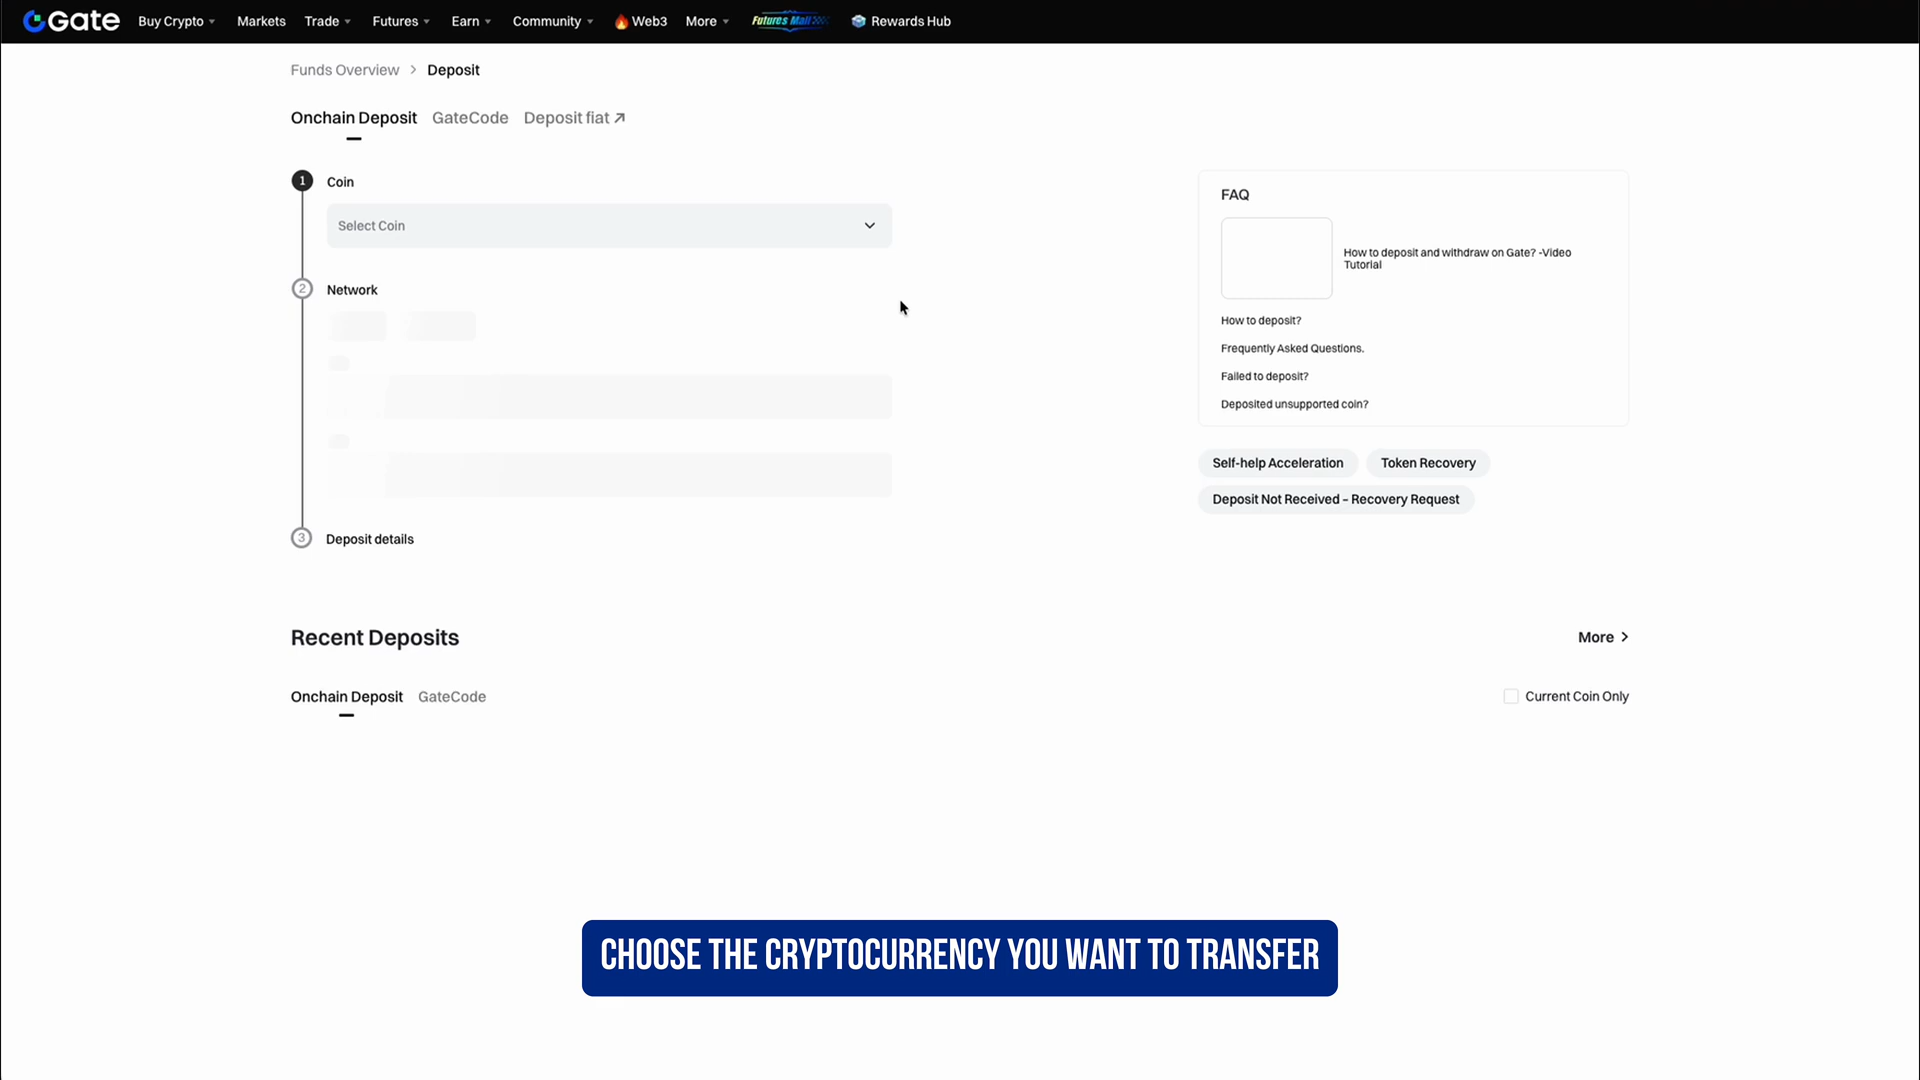 Gate Buy Crypto Markets Trade Futures Earn Community Web3 More Futures Mall Rewards Hub
Funds Overview > Deposit
Onchain Deposit GateCode Deposit fiat
1 Coin
Select Coin
2 Network
3 Deposit details
FAQ
How to deposit and withdraw on Gate? -Video
Tutorial
How to deposit?
Frequently Asked Questions.
Failed to deposit?
Deposited unsupported coin?
Self-help Acceleration Token Recovery
Deposit Not Received – Recovery Request
Recent Deposits More >
Onchain Deposit GateCode Current Coin Only
CHOOSE THE CRYPTOCURRENCY YOU WANT TO TRANSFER